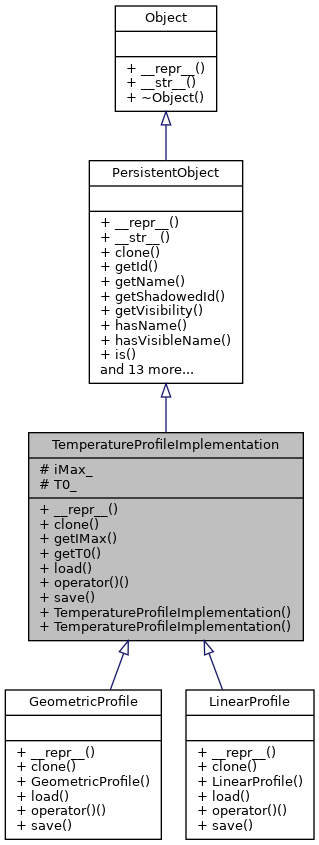 Object
+ __repr__()
+ __str__()
+ ~Object()
PersistentObject
+ __repr__()
+ __str__()
+ clone()
+ getId()
+ getName()
+ getShadowedId()
+ getVisibility()
+ hasName()
+ hasVisibleName()
+ is()
and 13 more...
TemperatureProfileImplementation
# iMax_
# T0_
+ __repr__()
+ clone()
+ getIMax()
+ getT0()
+ load()
+ operator()()
+ save()
+ TemperatureProfileImplementation()
+ TemperatureProfileImplementation()
GeometricProfile
+ __repr__()
+ clone()
+ GeometricProfile()
+ load()
+ operator()()
+ save()
LinearProfile
+ __repr__()
+ clone()
+ LinearProfile()
+ load()
+ operator()()
+ save()